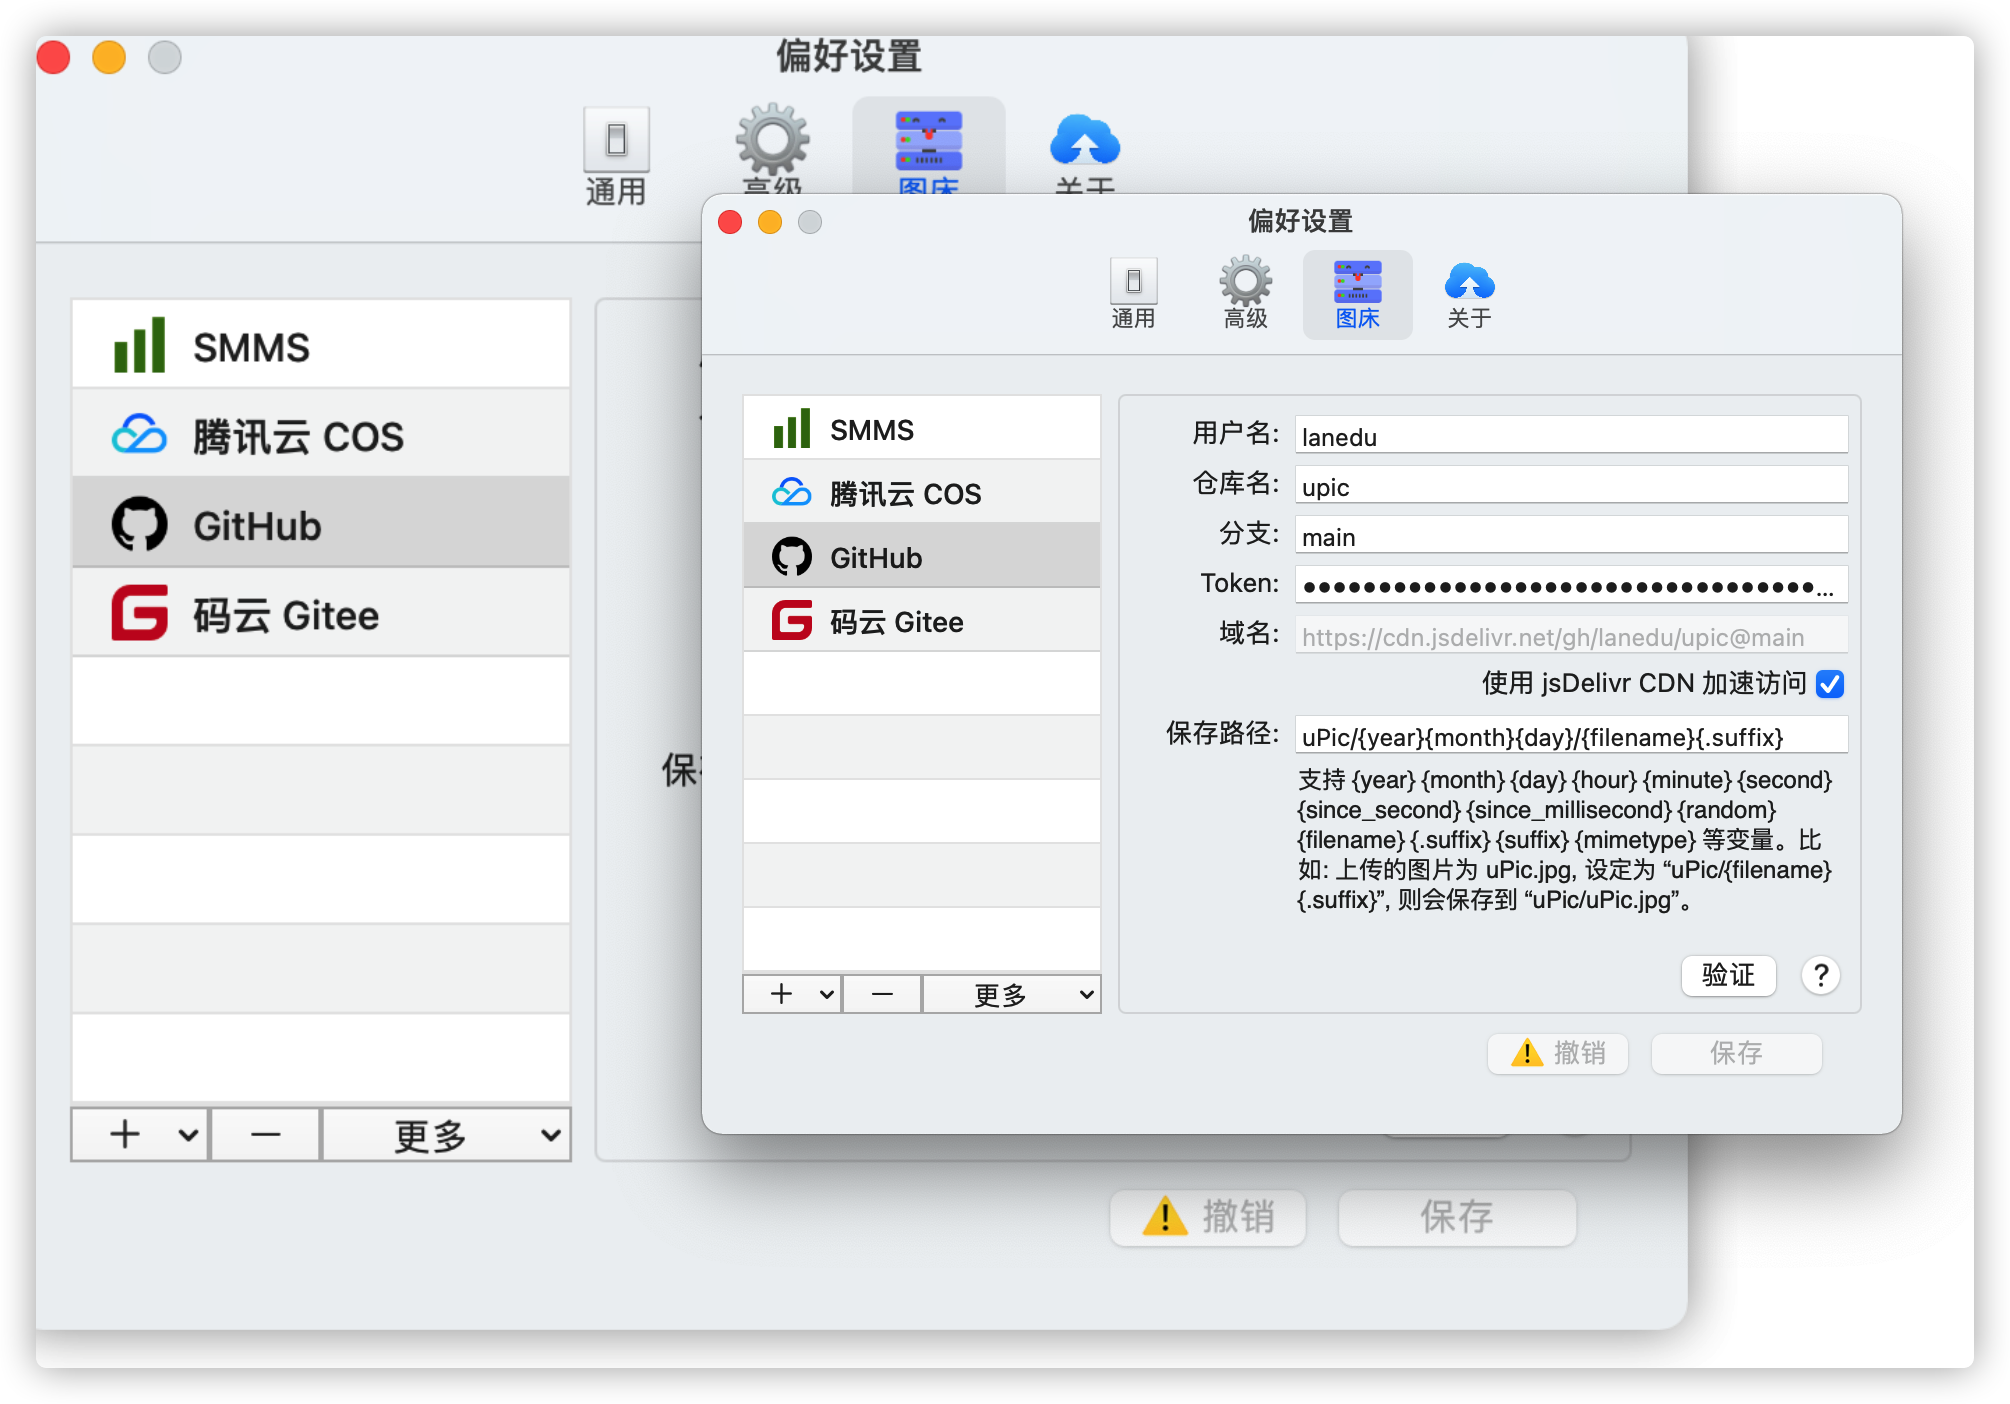 偏好设置
通用
高级
图床
关于
SMMS
腾讯云 COS
GitHub
码云 Gitee
保
更多
撤销
保存
偏好设置
通用
高级
图床
关于
SMMS
腾讯云 COS
GitHub
码云 Gitee
更多
用户名: lanedu
仓库名: upic
分支: main
Token: ●●●●●●●●●●●●●●●●●●●●●●●●●●●●●●●●●●...
域名: https://cdn.jsdelivr.net/gh/lanedu/upic@main
使用 jsDelivr CDN 加速访问
保存路径: uPic/{year}{month}{day}/{filename}{.suffix}
支持 {year} {month} {day} {hour} {minute} {second}
{since_second} {since_millisecond} {random}
{filename} {.suffix} {suffix} {mimetype} 等变量。比
如: 上传的图片为 uPic.jpg, 设定为 “uPic/{filename}
{.suffix}”, 则会保存到 “uPic/uPic.jpg”。
验证
?
撤销
保存